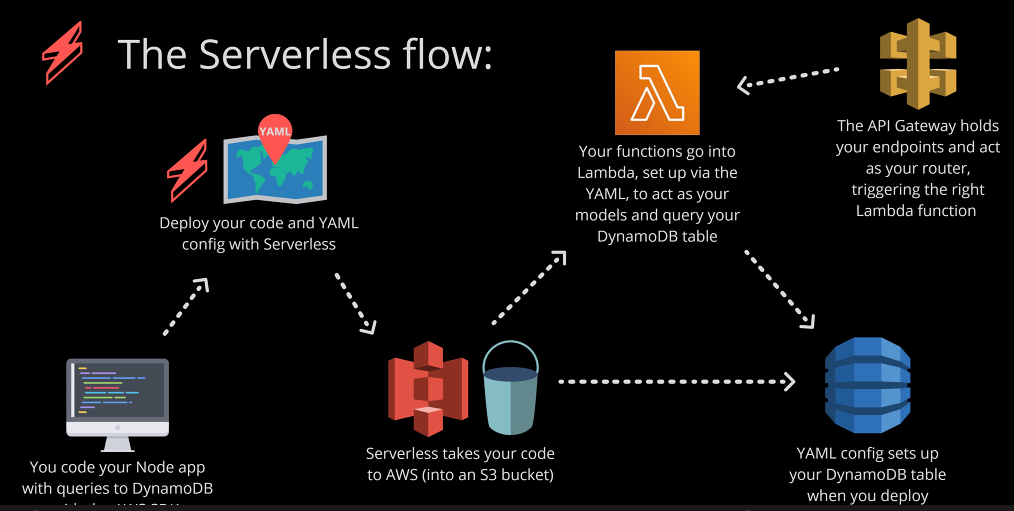 The Serverless flow:
YAML
Deploy your code and YAML
config with Serverless
You code your Node app
with queries to DynamoDB
Serverless takes your code
to AWS (into an S3 bucket)
Your functions go into
Lambda, set up via the
YAML, to act as your
models and query your
DynamoDB table
The API Gateway holds
your endpoints and act
as your router,
triggering the right
Lambda function
YAML config sets up
your DynamoDB table
when you deploy